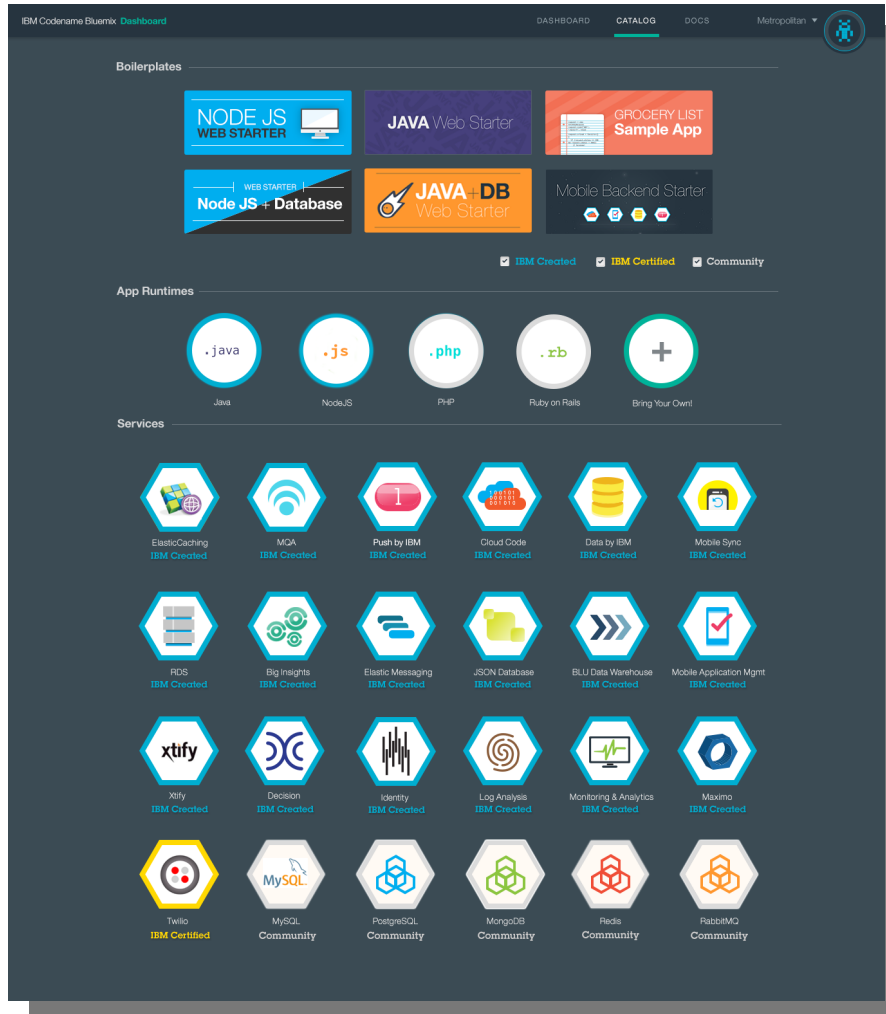 IBM Codename Bluemix Dashboard
DASHBOARD CATALOG DOCS Metropolitan
Boilerplates
NODE JS
WEB STARTER
JAVA Web Starter
GROCERY LIST
Sample App
WEB STARTER
Node JS + Database
JAVA+DB
Web Starter
Mobile Backend Starter
IBM Created IBM Certified Community
App Runtimes
.java .js .php .rb +
Java NodeJS PHP Ruby on Rails Bring Your Own!
Services
1
100101
000101
001010
ElasticCaching MQA Push by IBM Cloud Code Data by IBM Mobile Sync
IBM Created IBM Created IBM Created IBM Created IBM Created IBM Created
RDS Big Insights Elastic Messaging JSON Database BLU Data Warehouse Mobile Application Mgmt
IBM Created IBM Created IBM Created IBM Created IBM Created IBM Created
xtify
Xtify Decision Identity Log Analysis Monitoring & Analytics Maximo
IBM Created IBM Created IBM Created IBM Created IBM Created IBM Created
MySQL
Twilio MySQL PostgreSQL MongoDB Redis RabbitMQ
IBM Certified Community Community Community Community Community